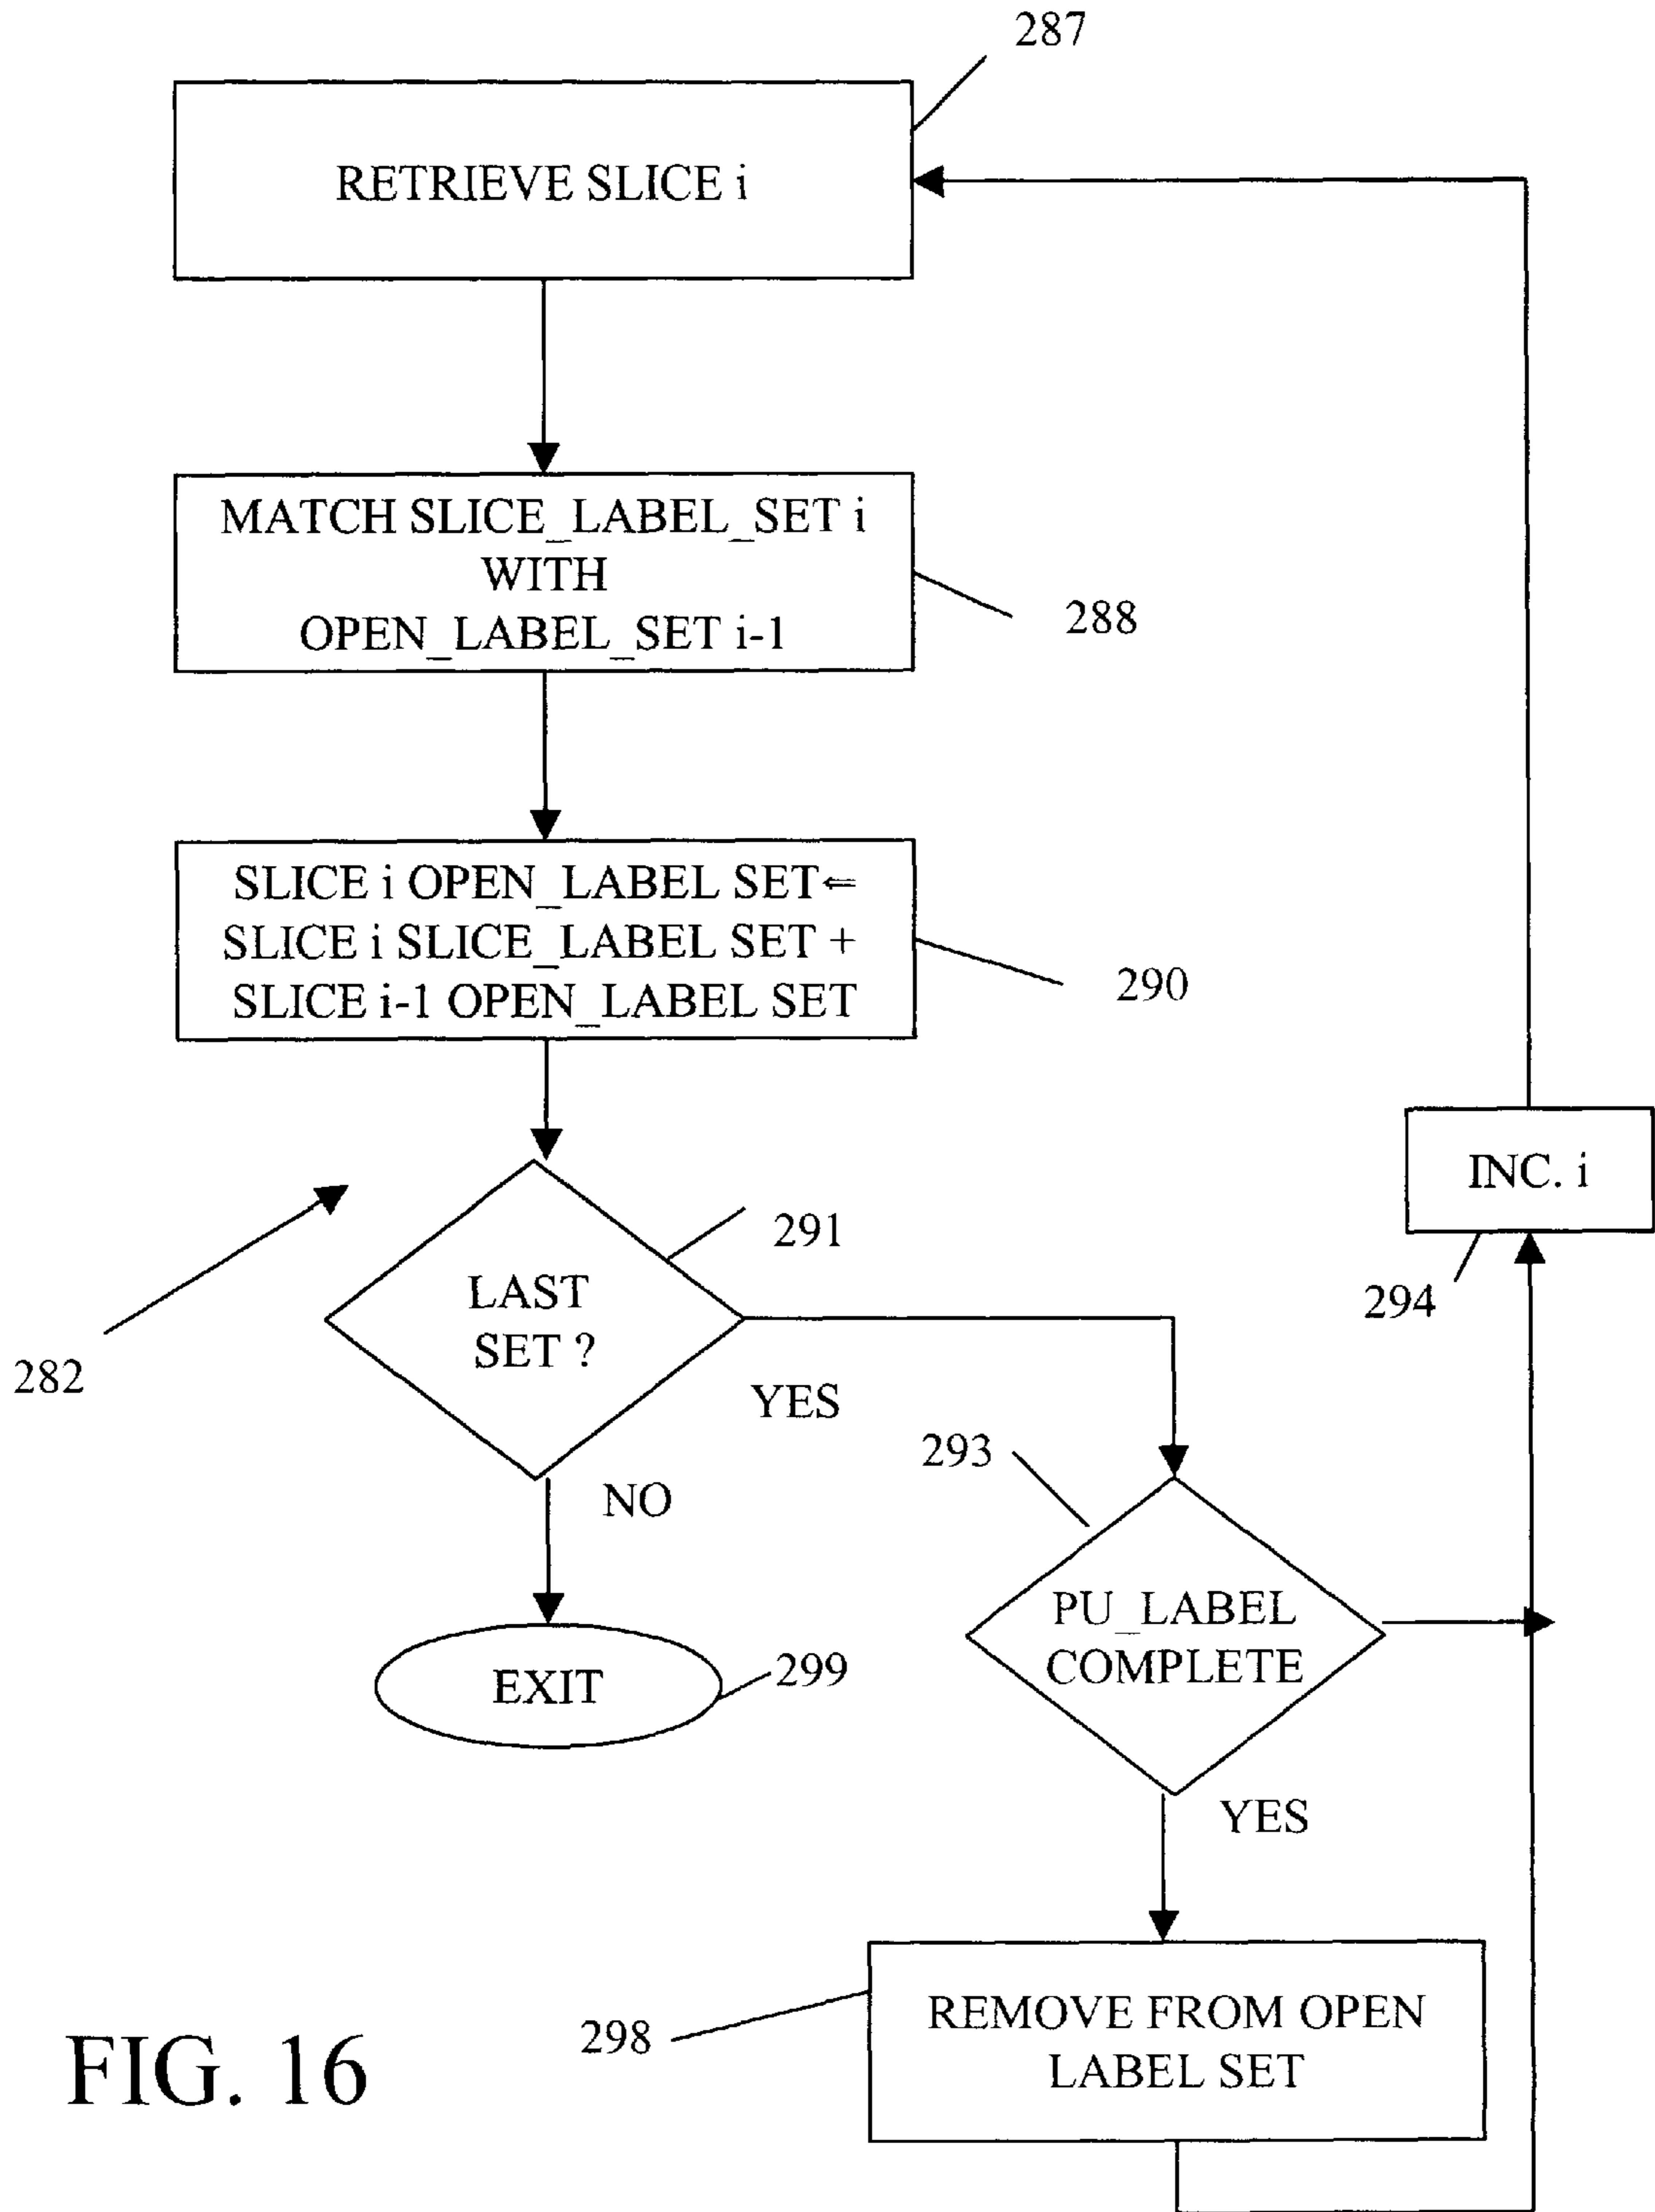 287
RETRIEVE SLICE i
MATCH SLICE_LABEL_SET i
WITH
OPEN_LABEL_SET i-1
288
SLICE i OPEN_LABEL SET⇐
SLICE i SLICE_LABEL SET +
SLICE i-1 OPEN_LABEL SET
290
INC. i
294
282
291
LAST
SET ?
YES
NO
293
EXIT
299
PU_LABEL
COMPLETE
YES
298
REMOVE FROM OPEN
LABEL SET
FIG. 16